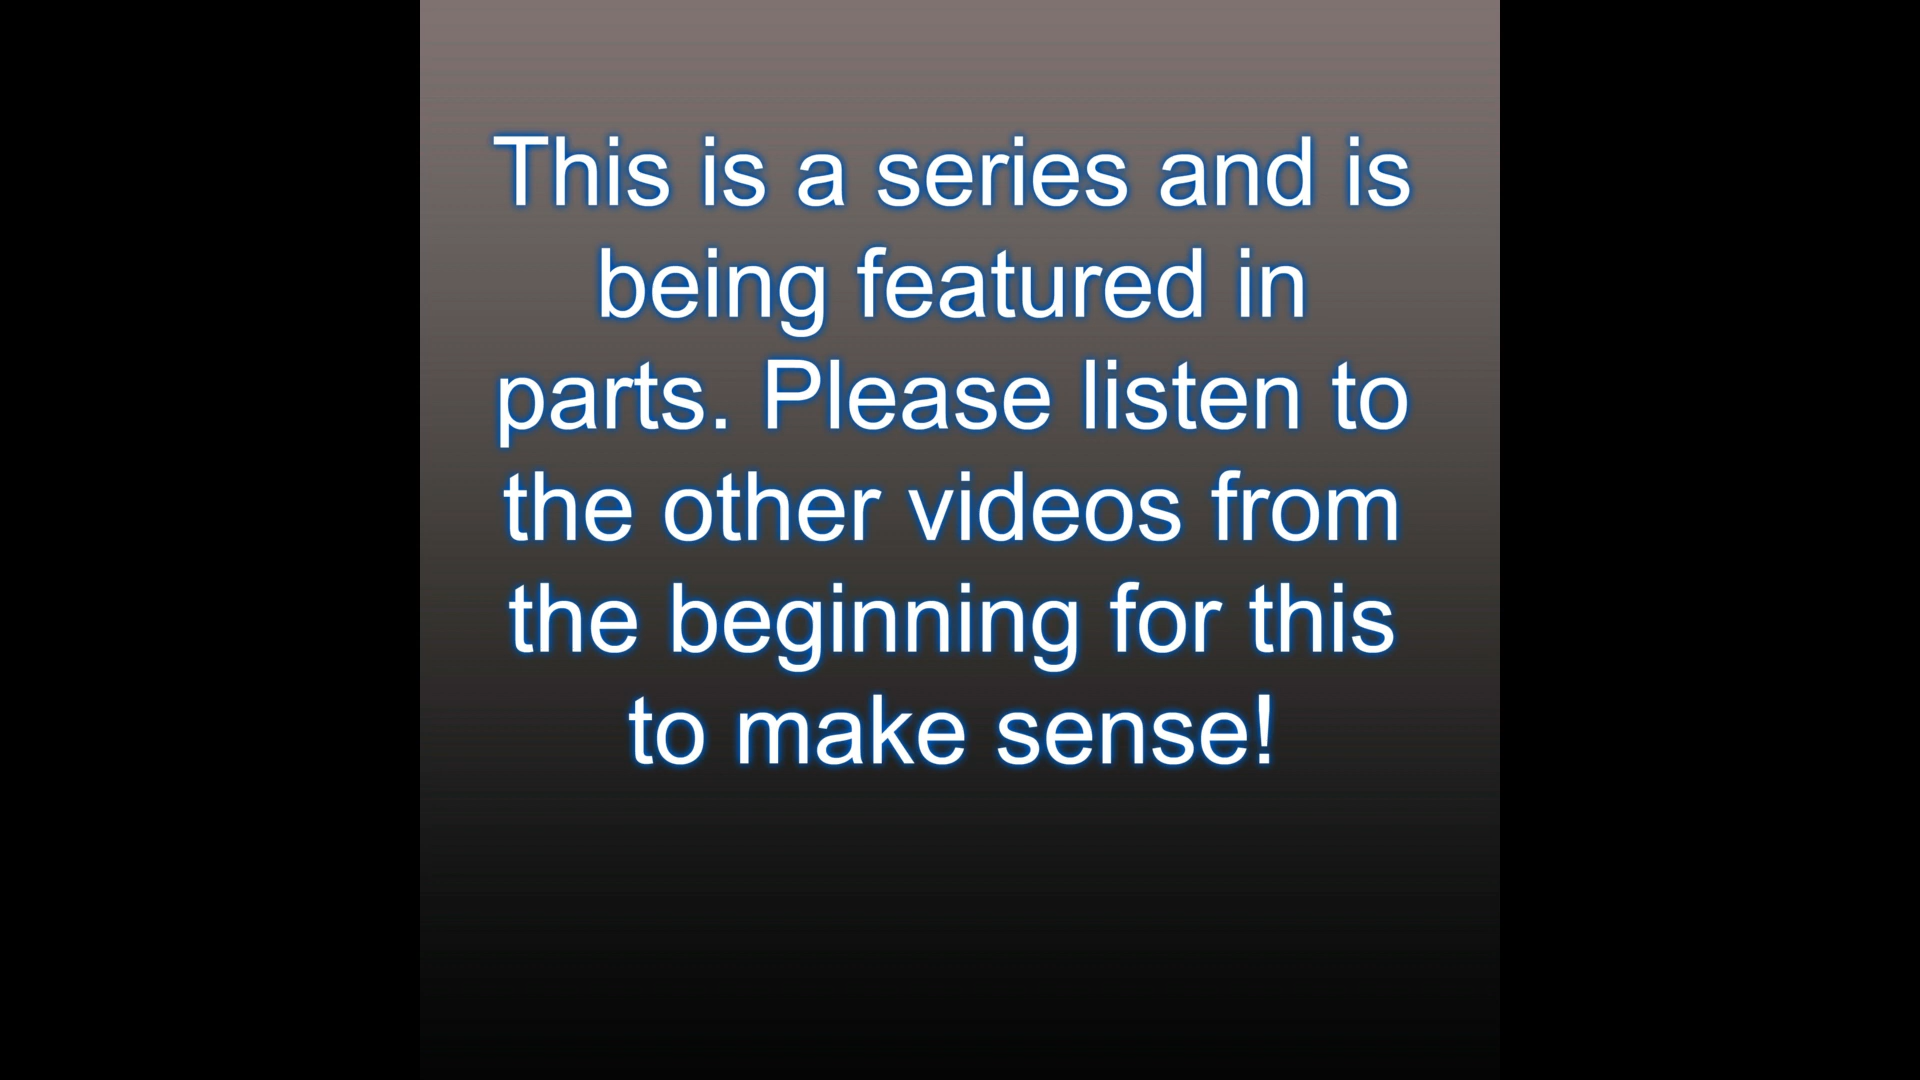 This is a series and is
being featured in
parts. Please listen to
the other videos from
the beginning for this
to make sense!